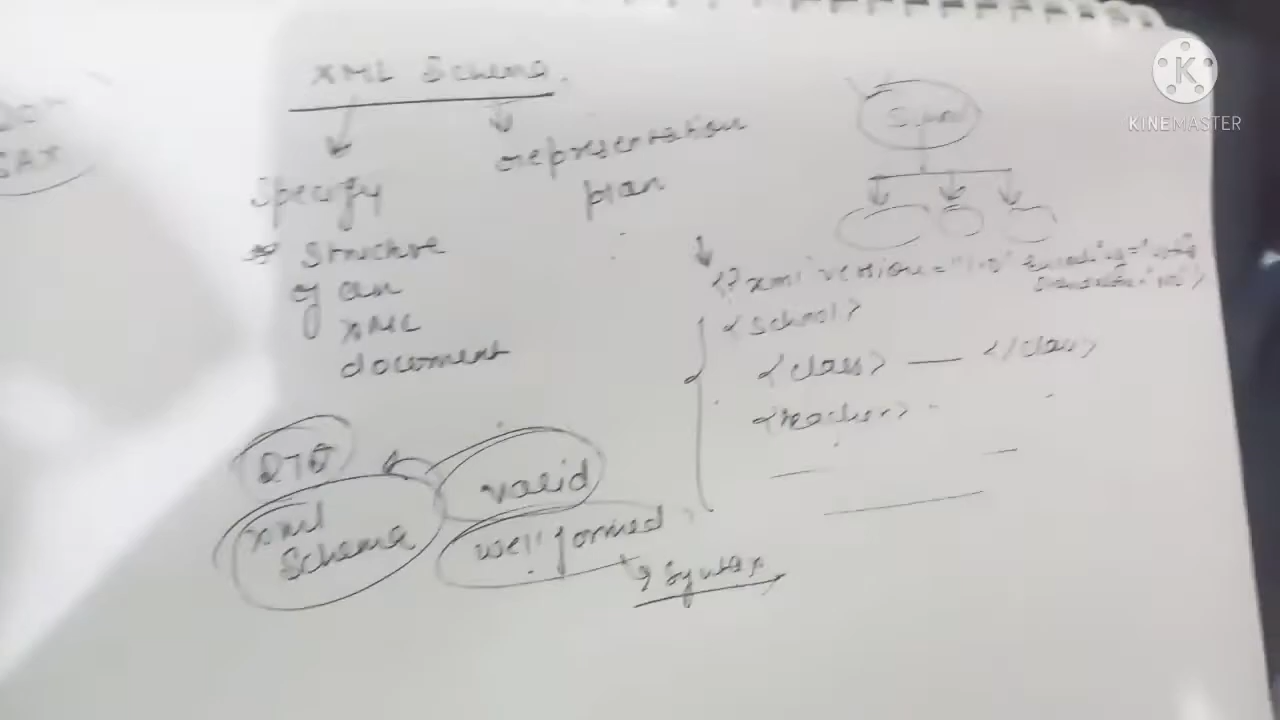 XML Schema.
representation
plan
Specify
* Structure
of an
XML
document
DTD
valid
xml
Schema
well formed
→ Syntax
SAX
School
<?xml version = "1.0"
<School>
<class> — </class>
<teacher>
KINEMASTER